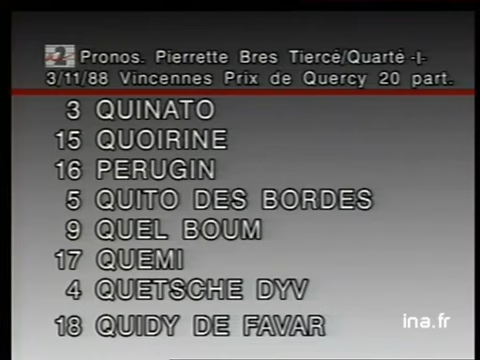 2 Pronos. Pierrette Bres Tiercé/Quarté -I-
3/11/88 Vincennes Prix de Quercy 20 part.
3 QUINATO
15 QUOIRINE
16 PERUGIN
5 QUITO DES BORDES
9 QUEL BOUM
17 QUEMI
4 QUETSCHE DYV
18 QUIDY DE FAVAR
ina.fr